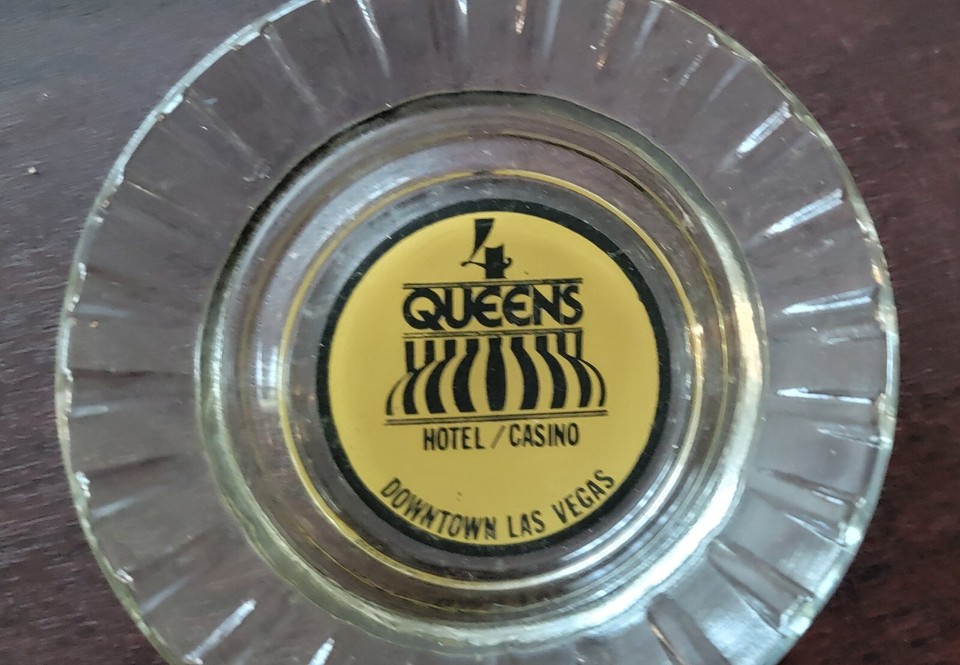 4
QUEENS
HOTEL / CASINO
DOWNTOWN LAS VEGAS